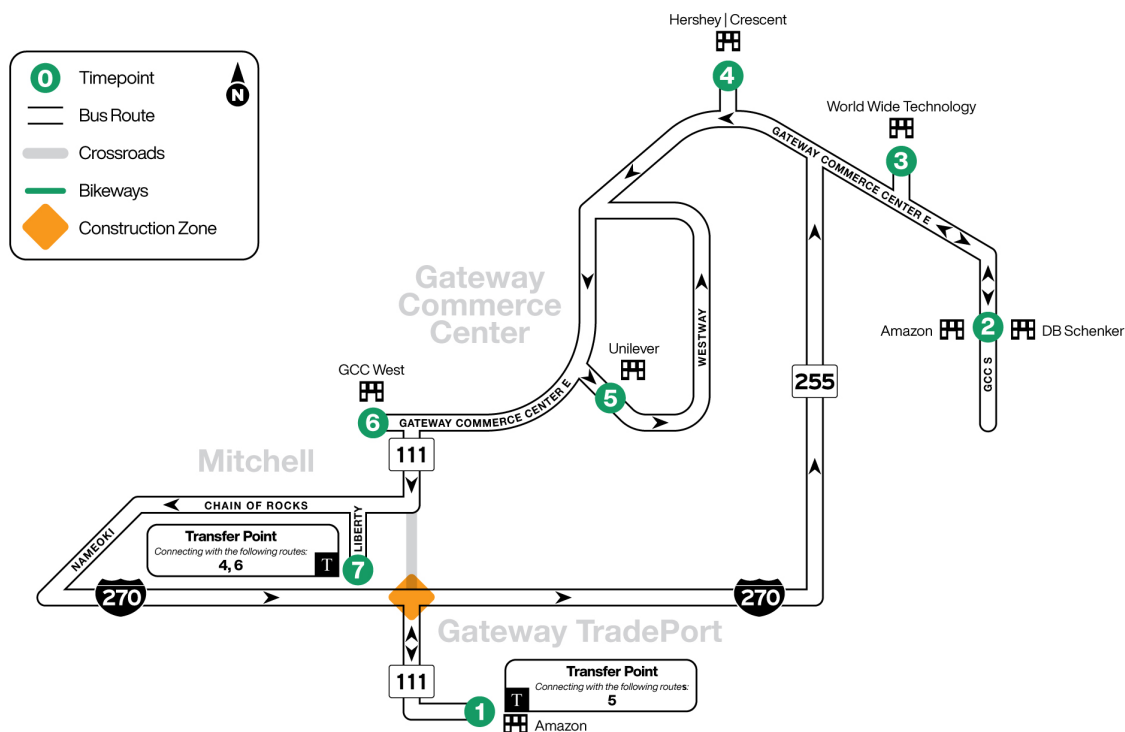 Hershey | Crescent
4
0 Timepoint
N
Bus Route
Crossroads
Bikeways
Construction Zone
World Wide Technology
3
GATEWAY COMMERCE CENTER E
Gateway
Commerce
Center
Amazon
2
DB Schenker
GCC S
Unilever
5
WESTWAY
255
GCC West
6
GATEWAY COMMERCE CENTER E
111
Mitchell
CHAIN OF ROCKS
NAMEOKI
LIBERTY
Transfer Point
Connecting with the following routes:
4, 6
T
7
270
270
Gateway TradePort
111
Transfer Point
Connecting with the following routes:
5
T
1
Amazon